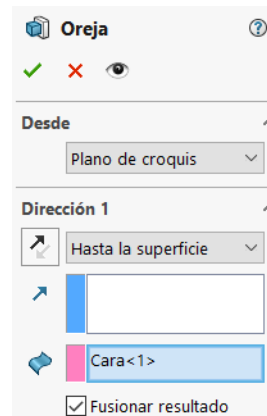 Oreja
Desde
Plano de croquis
Dirección 1
Hasta la superficie
Cara<1>
Fusionar resultado